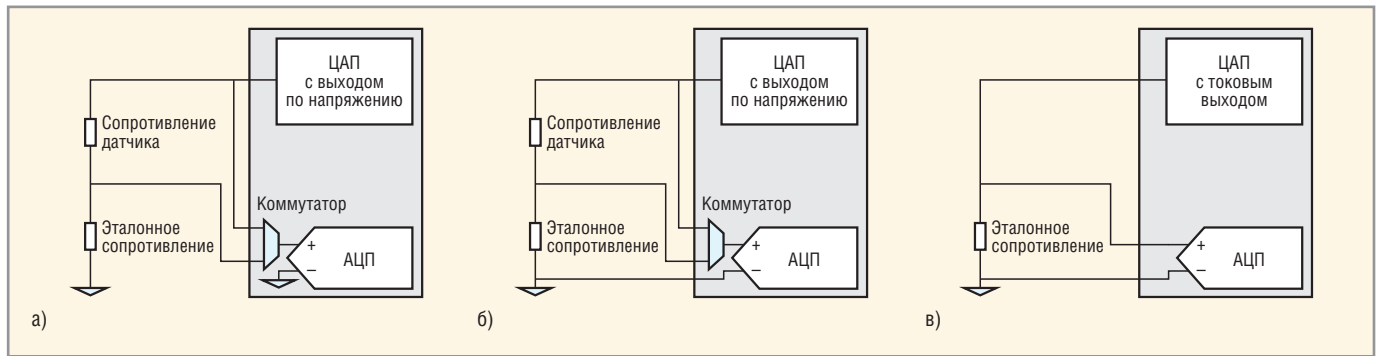 ЦАП
с выходом
по напряжению
Сопротивление
датчика
Коммутатор
Эталонное
сопротивление
+
–
АЦП
а)
ЦАП
с выходом
по напряжению
Сопротивление
датчика
Коммутатор
Эталонное
сопротивление
+
–
АЦП
б)
ЦАП
с токовым
выходом
Эталонное
сопротивление
+
–
АЦП
в)